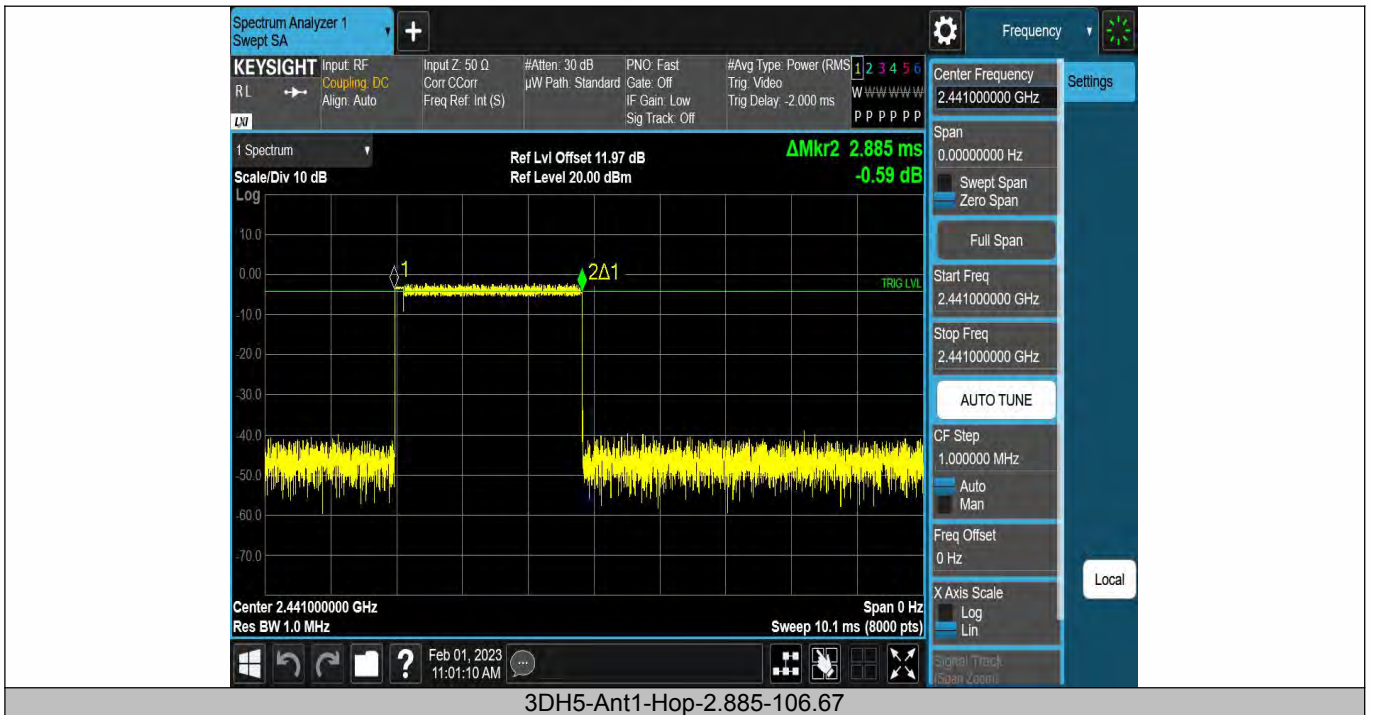 Spectrum Analyzer 1
Swept SA
+
Frequency
KEYSIGHT
RL
LXI
Input: RF
Coupling: DC
Align: Auto
Input Z: 50 Ω
Corr CCorr
Freq Ref: Int (S)
#Atten: 30 dB
µW Path: Standard
PNO: Fast
Gate: Off
IF Gain: Low
Sig Track: Off
#Avg Type: Power (RMS
Trig: Video
Trig Delay: -2.000 ms
1 2 3 4 5 6
W W W W W W
P P P P P P
1 Spectrum
Scale/Div 10 dB
Log
Ref Lvl Offset 11.97 dB
Ref Level 20.00 dBm
ΔMkr2 2.885 ms
-0.59 dB
10.0
0.00
-10.0
-20.0
-30.0
-40.0
-50.0
-60.0
-70.0
1
2Δ1
TRIG LVL
Center 2.441000000 GHz
Res BW 1.0 MHz
Span 0 Hz
Sweep 10.1 ms (8000 pts)
?
Feb 01, 2023
11:01:10 AM
Center Frequency
2.441000000 GHz
Span
0.00000000 Hz
Swept Span
Zero Span
Full Span
Start Freq
2.441000000 GHz
Stop Freq
2.441000000 GHz
AUTO TUNE
CF Step
1.000000 MHz
Auto
Man
Freq Offset
0 Hz
X Axis Scale
Log
Lin
Signal Track
(Span Zoom)
Settings
Local
3DH5-Ant1-Hop-2.885-106.67